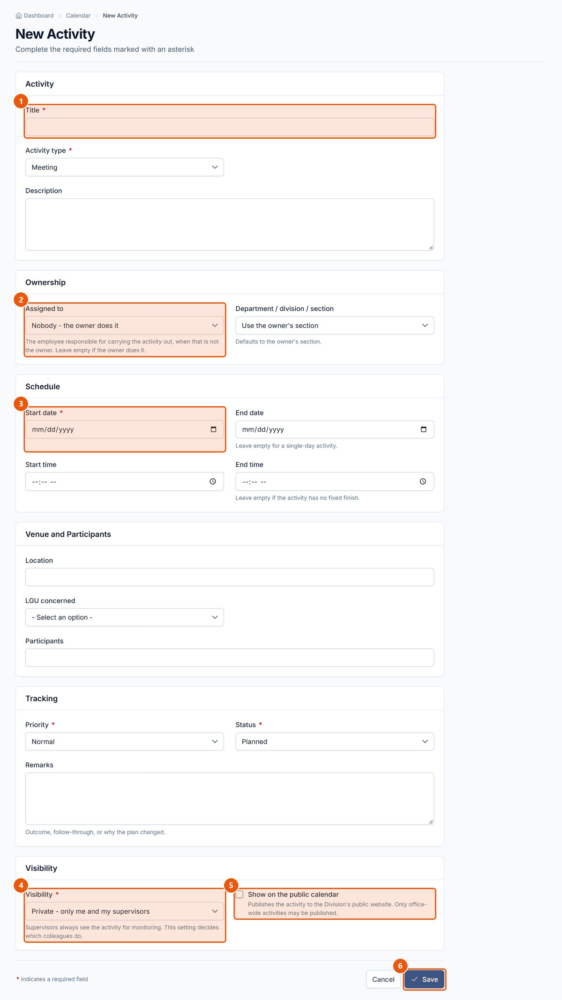 Dashboard > Calendar > New Activity
New Activity
Complete the required fields marked with an asterisk
Activity
1
Title *
Activity type *
Meeting
Description
Ownership
2
Assigned to
Nobody - the owner does it
The employee responsible for carrying the activity out, when that is not
the owner. Leave empty if the owner does it.
Department / division / section
Use the owner's section
Defaults to the owner's section.
Schedule
3
Start date *
mm/dd/yyyy
End date
mm/dd/yyyy
Leave empty for a single-day activity.
Start time
--:-- --
End time
--:-- --
Leave empty if the activity has no fixed finish.
Venue and Participants
Location
LGU concerned
- Select an option -
Participants
Tracking
Priority *
Normal
Status *
Planned
Remarks
Outcome, follow-through, or why the plan changed.
Visibility
4
Visibility *
Private - only me and my supervisors
Supervisors always see the activity for monitoring. This setting decides
which colleagues do.
5
Show on the public calendar
Publishes the activity to the Division's public website. Only office-
wide activities may be published.
* indicates a required field
Cancel
6
Save